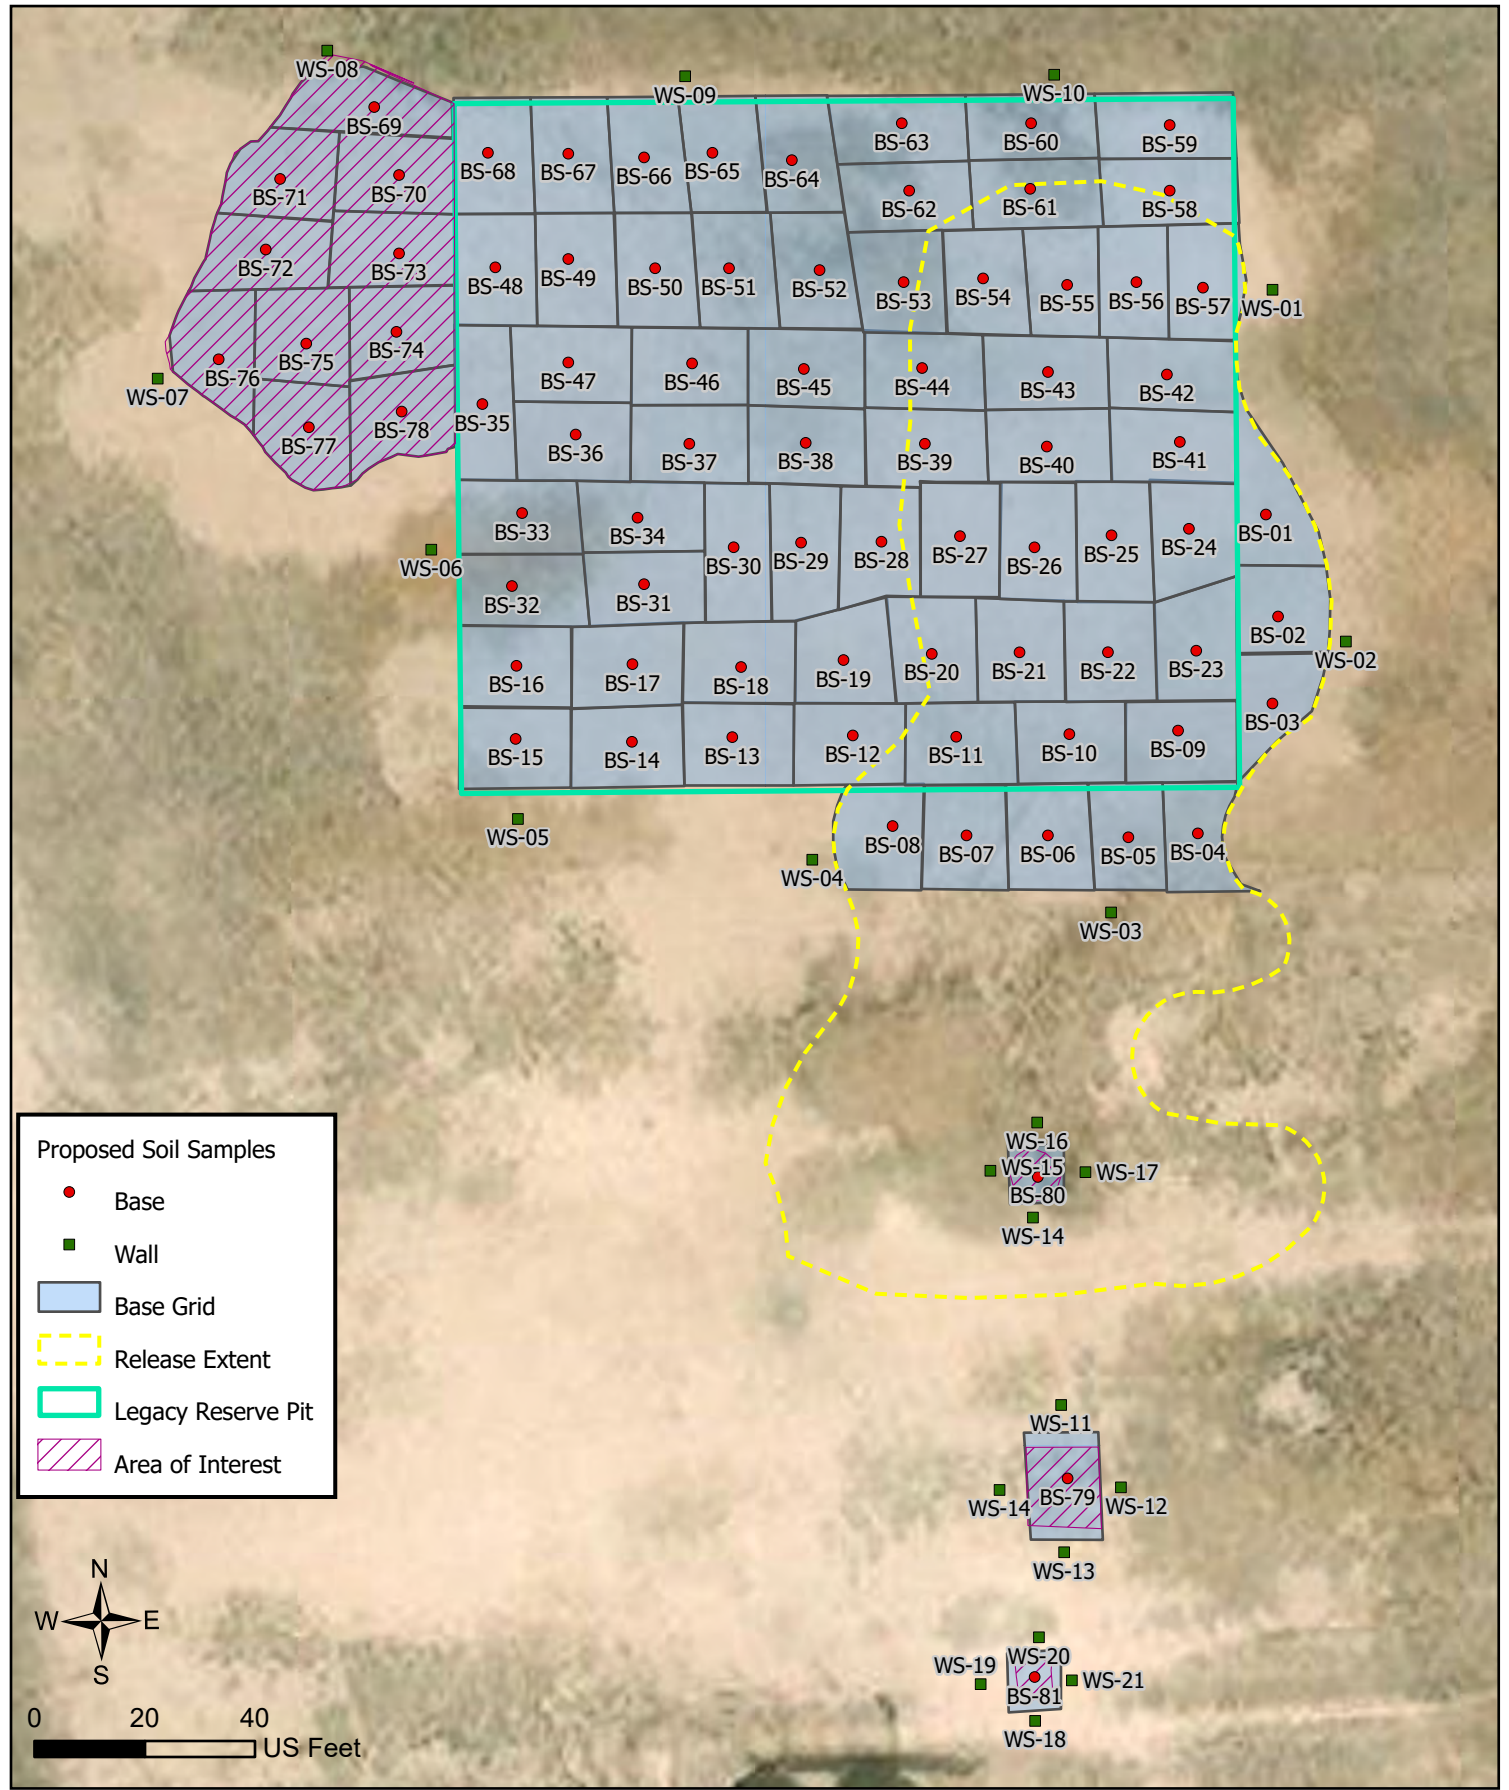 WS-08
WS-09
WS-10
BS-69
BS-68
BS-67
BS-66
BS-65
BS-64
BS-63
BS-60
BS-59
BS-71
BS-70
BS-62
BS-61
BS-58
BS-72
BS-73
BS-48
BS-49
BS-50
BS-51
BS-52
BS-53
BS-54
BS-55
BS-56
BS-57
WS-01
BS-76
BS-75
BS-74
WS-07
BS-47
BS-46
BS-45
BS-44
BS-43
BS-42
BS-77
BS-78
BS-35
BS-36
BS-37
BS-38
BS-39
BS-40
BS-41
BS-33
BS-34
BS-30
BS-29
BS-28
BS-27
BS-26
BS-25
BS-24
BS-01
WS-06
BS-32
BS-31
BS-02
WS-02
BS-16
BS-17
BS-18
BS-19
BS-20
BS-21
BS-22
BS-23
BS-03
BS-15
BS-14
BS-13
BS-12
BS-11
BS-10
BS-09
WS-05
WS-04
BS-08
BS-07
BS-06
BS-05
BS-04
WS-03
WS-16
WS-15
WS-17
BS-80
WS-14
Proposed Soil Samples
Base
Wall
Base Grid
Release Extent
Legacy Reserve Pit
Area of Interest
WS-11
BS-79
WS-14
WS-12
WS-13
N
W
E
S
WS-20
WS-19
WS-21
BS-81
WS-18
0 20 40
US Feet